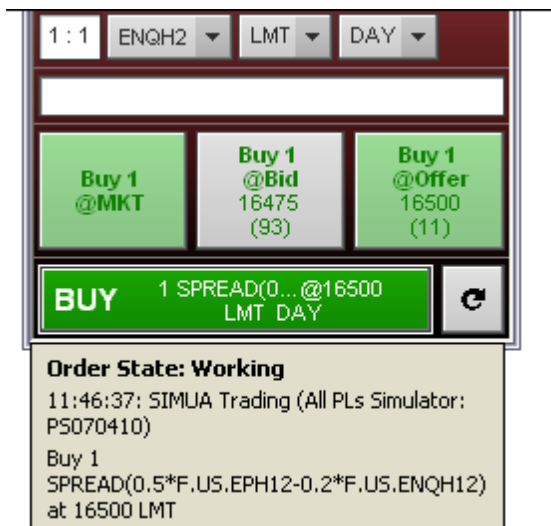 1 : 1 ENQH2 LMT DAY
Buy 1
@MKT
Buy 1
@Bid
16475
(93)
Buy 1
@Offer
16500
(11)
BUY 1 SPREAD(0...@16500
LMT DAY
Order State: Working
11:46:37: SIMUA Trading (All PLs Simulator:
PS070410)
Buy 1
SPREAD(0.5*F.US.EPH12-0.2*F.US.ENQH12)
at 16500 LMT